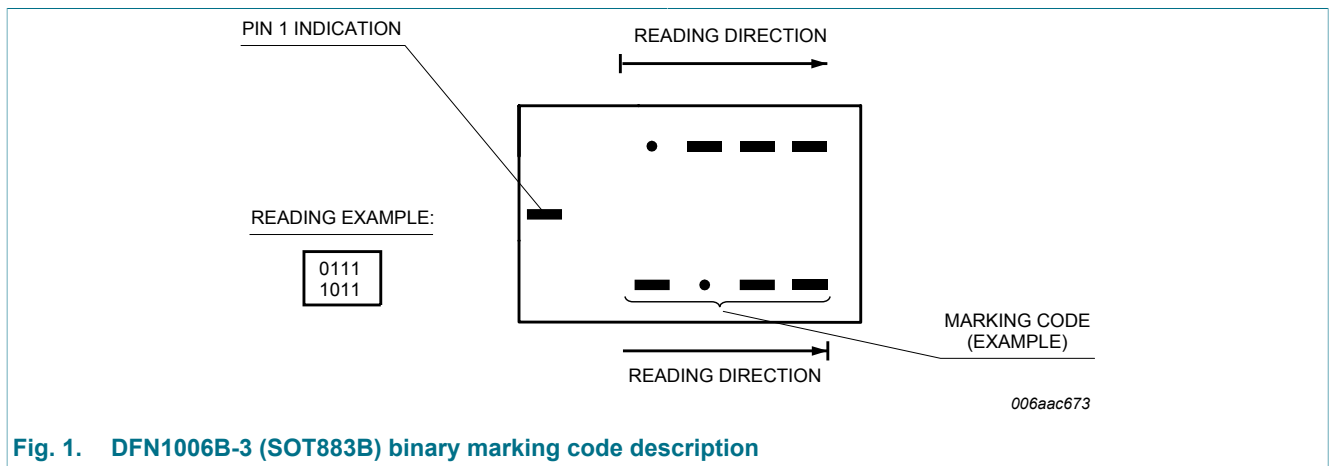 PIN 1 INDICATION
READING DIRECTION
READING EXAMPLE:
0111
1011
MARKING CODE
(EXAMPLE)
READING DIRECTION
006aac673
Fig. 1. DFN1006B-3 (SOT883B) binary marking code description